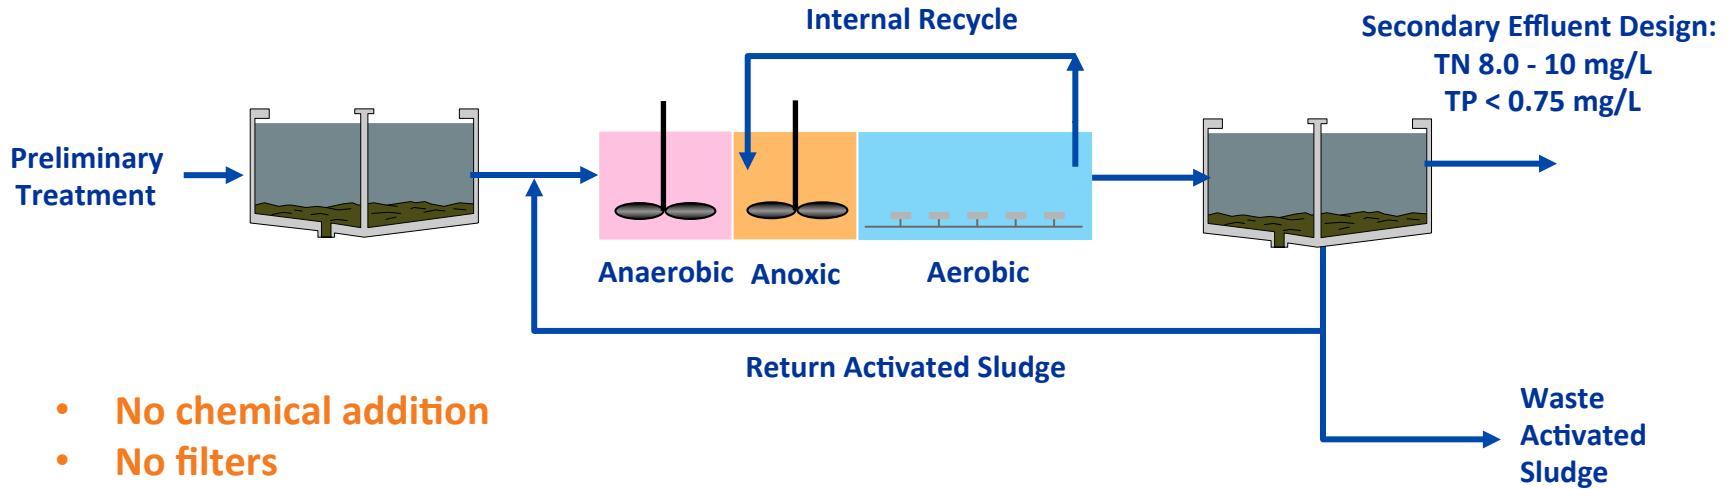 Internal Recycle
Secondary Effluent Design:
TN 8.0 - 10 mg/L
TP < 0.75 mg/L
Preliminary
Treatment
Anaerobic
Anoxic
Aerobic
Return Activated Sludge
• No chemical addition
• No filters
Waste
Activated
Sludge